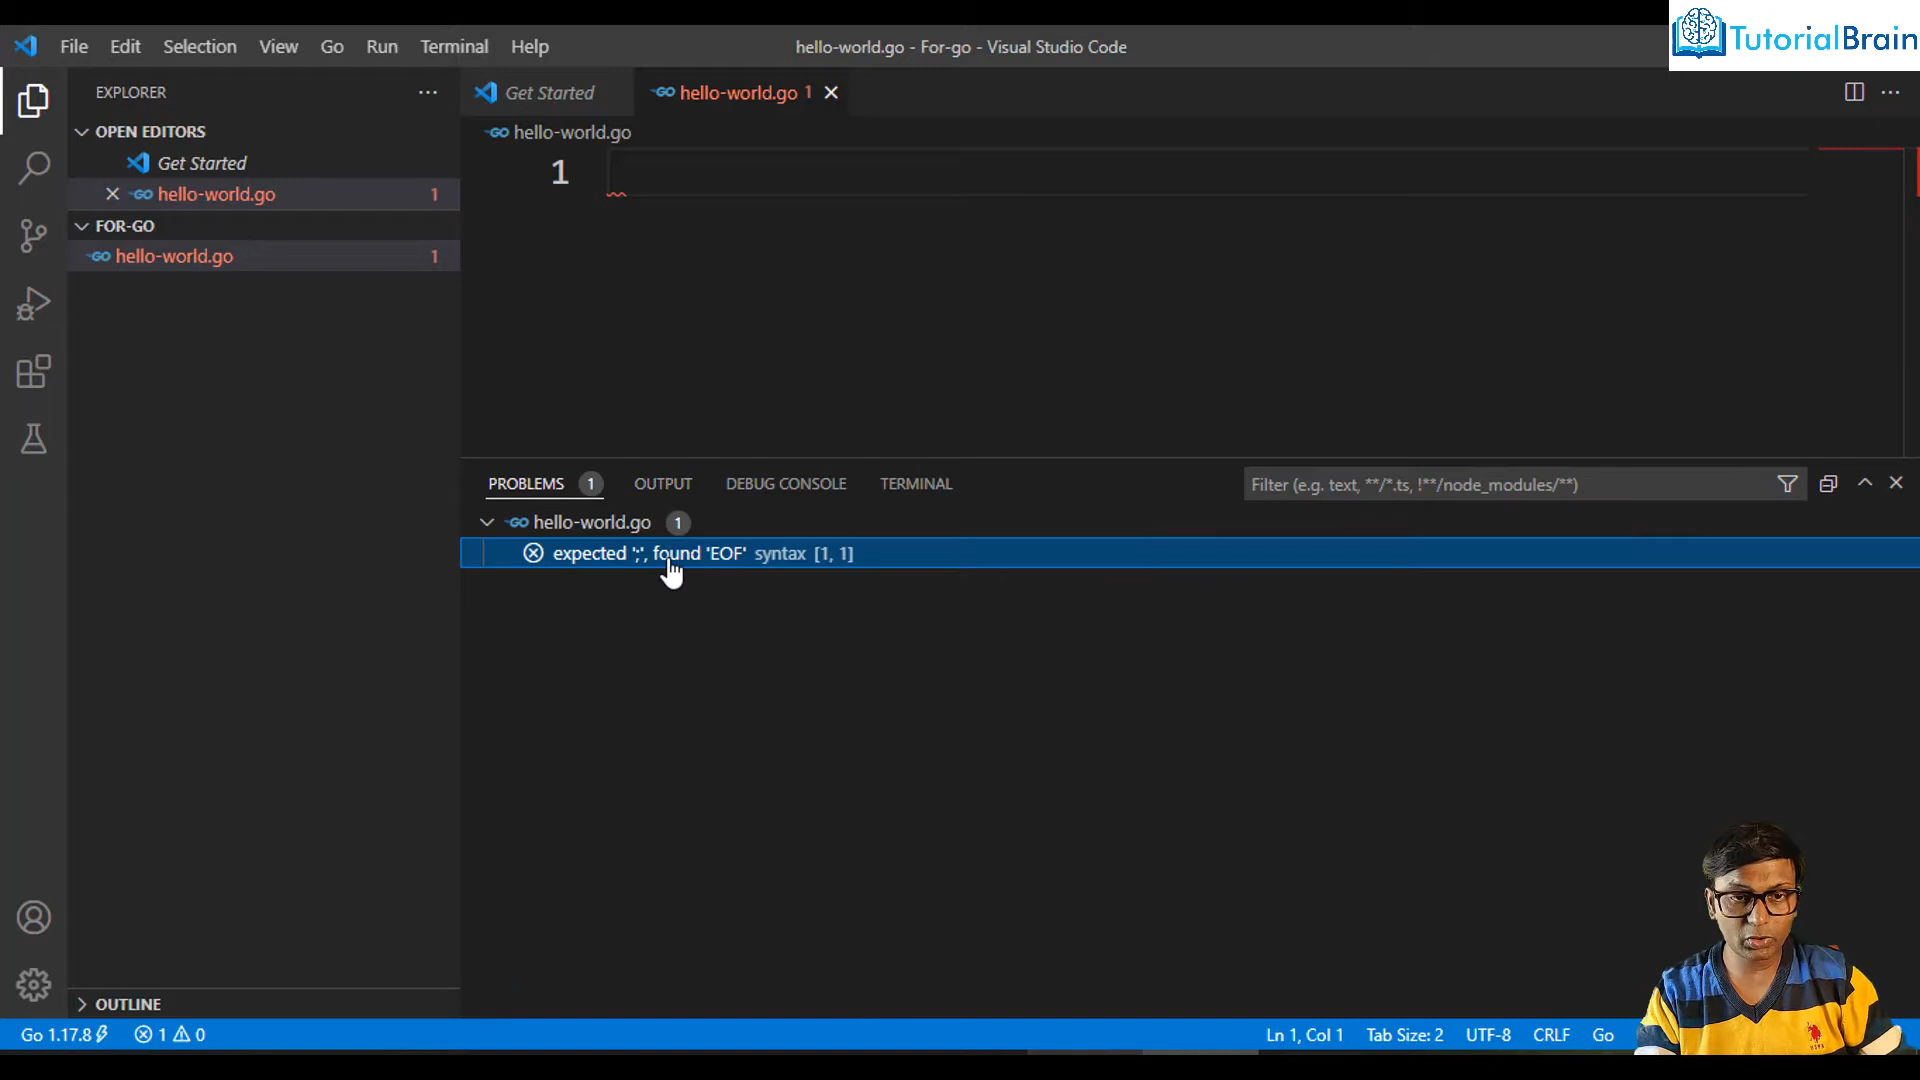 TutorialBrain
File Edit Selection View Go Run Terminal Help
hello-world.go - For-go - Visual Studio Code
EXPLORER
OPEN EDITORS
Get Started
hello-world.go 1
FOR-GO
hello-world.go 1
Get Started
GO hello-world.go 1
GO hello-world.go
1
PROBLEMS 1 OUTPUT DEBUG CONSOLE TERMINAL
Filter (e.g. text, **/*.ts, !**/node_modules/**)
GO hello-world.go 1
expected ';', found 'EOF' syntax [1, 1]
OUTLINE
Go 1.17.8 1 0
Ln 1, Col 1 Tab Size: 2 UTF-8 CRLF Go